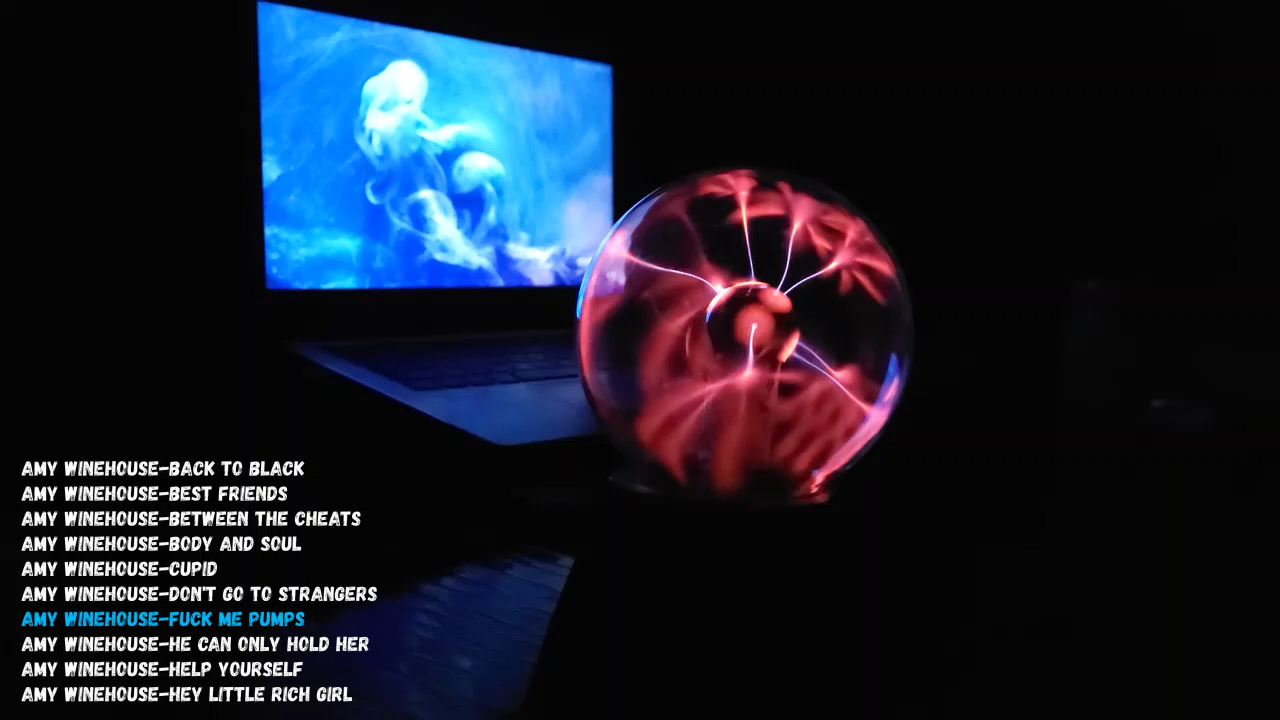 AMY WINEHOUSE-BACK TO BLACK
AMY WINEHOUSE-BEST FRIENDS
AMY WINEHOUSE-BETWEEN THE CHEATS
AMY WINEHOUSE-BODY AND SOUL
AMY WINEHOUSE-CUPID
AMY WINEHOUSE-DON'T GO TO STRANGERS
AMY WINEHOUSE-FUCK ME PUMPS
AMY WINEHOUSE-HE CAN ONLY HOLD HER
AMY WINEHOUSE-HELP YOURSELF
AMY WINEHOUSE-HEY LITTLE RICH GIRL